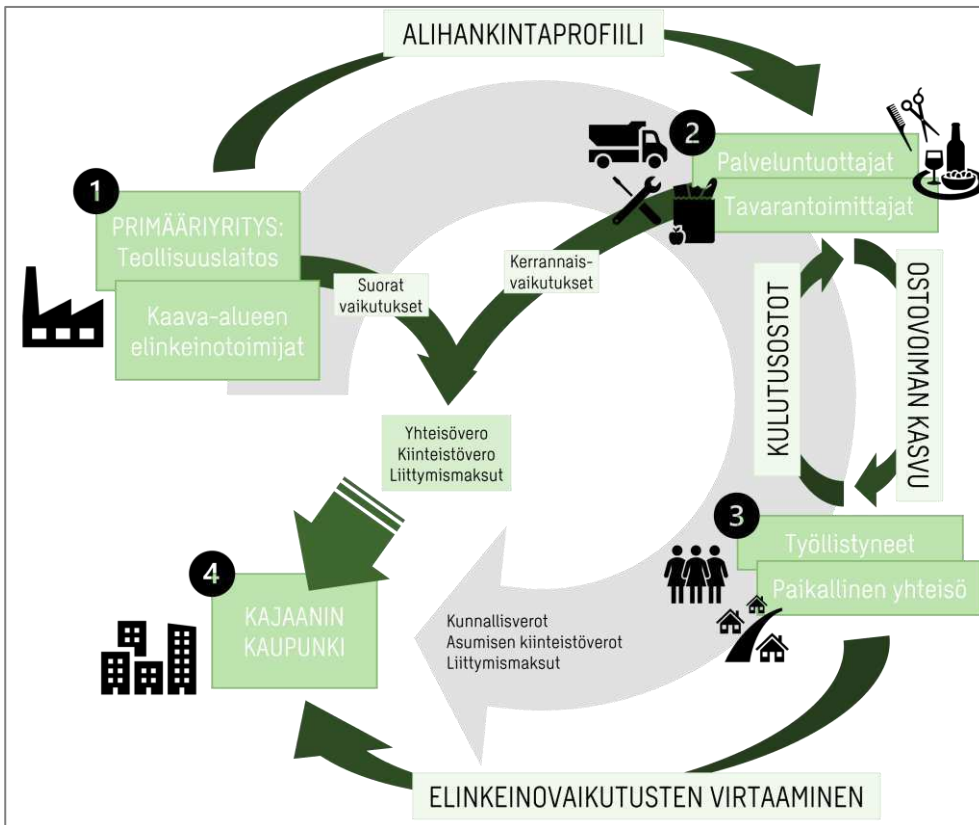 ALIHANKINTAPROFIILI
1
PRIMÄÄRIYRITYS:
Teollisuuslaitos
Kaava-alueen
elinkeinotoimijat
2
Palveluntuottajat
Tavarantoimittajat
Suorat
vaikutukset
Kerrannais-
vaikutukset
KULUTUSOSTOT
OSTOVOIMAN KASVU
Yhteisövero
Kiinteistövero
Liittymismaksut
3
Työllistyneet
Paikallinen yhteisö
4
KAJAANIN
KAUPUNKI
Kunnallisverot
Asumisen kiinteistöverot
Liittymismaksut
ELINKEINOVAIKUTUSTEN VIRTAAMINEN